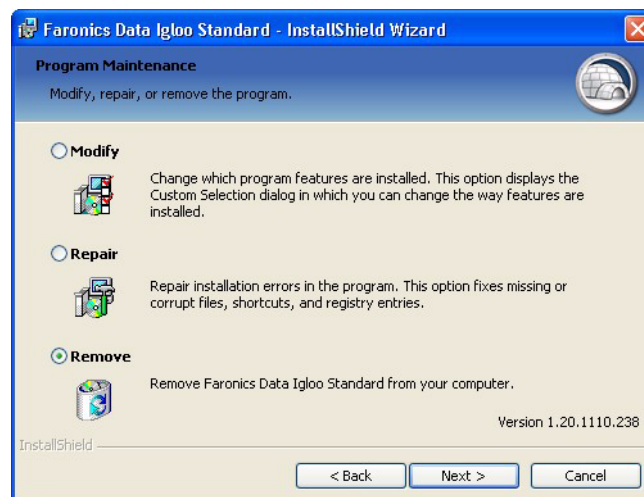 Faronics Data Igloo Standard - InstallShield Wizard
Program Maintenance
Modify, repair, or remove the program.
Modify
Change which program features are installed. This option displays the
Custom Selection dialog in which you can change the way features are
installed.
Repair
Repair installation errors in the program. This option fixes missing or
corrupt files, shortcuts, and registry entries.
Remove
Remove Faronics Data Igloo Standard from your computer.
Version 1.20.1110.238
InstallShield
< Back
Next >
Cancel